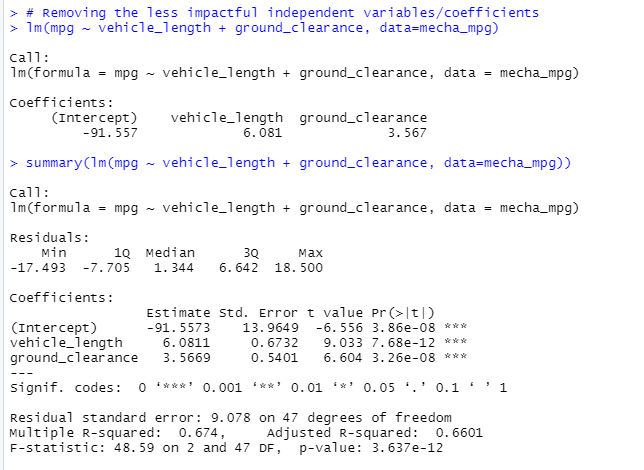 > # Removing the less impactful independent variables/coefficients
> lm(mpg ~ vehicle_length + ground_clearance, data=mecha_mpg)
Call:
lm(formula = mpg ~ vehicle_length + ground_clearance, data = mecha_mpg)
Coefficients:
(Intercept) vehicle_length ground_clearance
-91.557 6.081 3.567
> summary(lm(mpg ~ vehicle_length + ground_clearance, data=mecha_mpg))
Call:
lm(formula = mpg ~ vehicle_length + ground_clearance, data = mecha_mpg)
Residuals:
Min 1Q Median 3Q Max
-17.493 -7.705 1.344 6.642 18.500
Coefficients:
Estimate Std. Error t value Pr(>|t|)
(Intercept) -91.5573 13.9649 -6.556 3.86e-08 ***
vehicle_length 6.0811 0.6732 9.033 7.68e-12 ***
ground_clearance 3.5669 0.5401 6.604 3.26e-08 ***
---
Signif. codes: 0 ‘***’ 0.001 ‘**’ 0.01 ‘*’ 0.05 ‘.’ 0.1 ‘ ’ 1
Residual standard error: 9.078 on 47 degrees of freedom
Multiple R-squared: 0.674, Adjusted R-squared: 0.6601
F-statistic: 48.59 on 2 and 47 DF, p-value: 3.637e-12